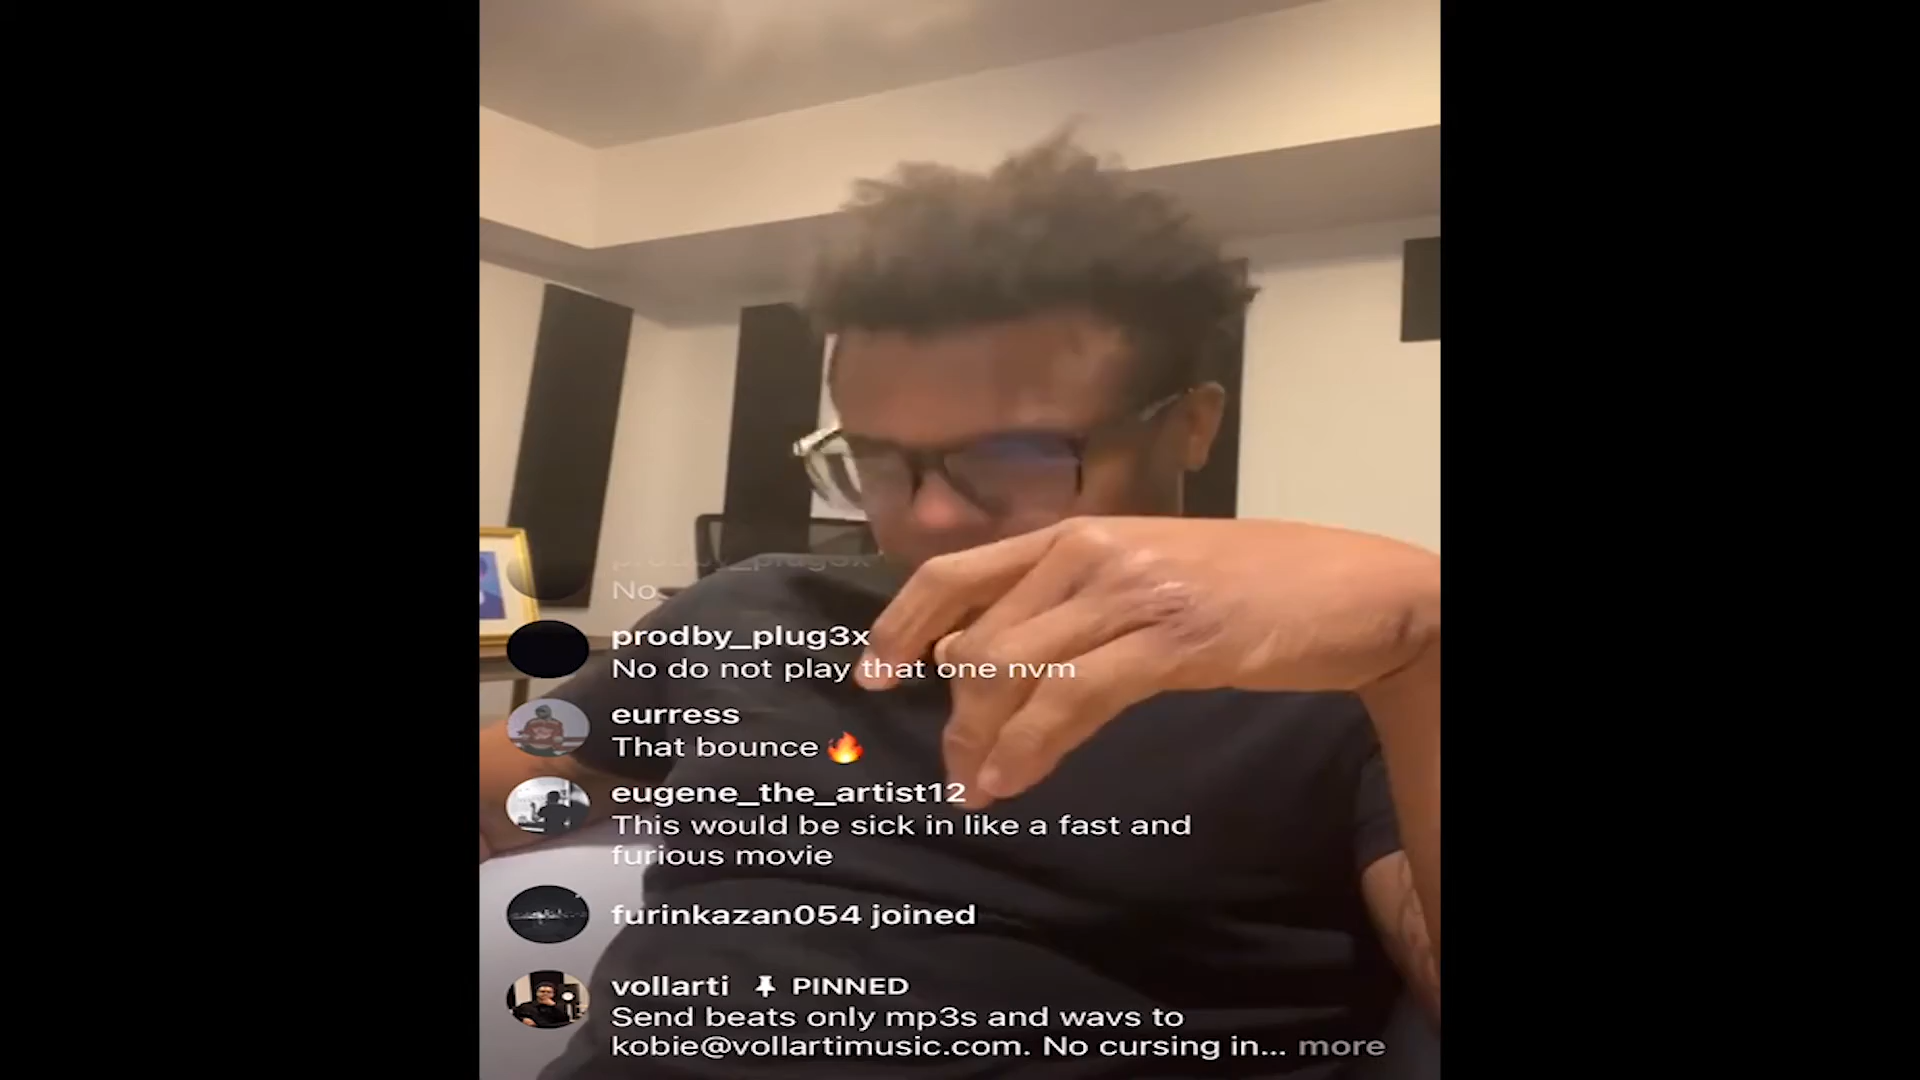 No
prodby_plug3x
No do not play that one nvm
eurress
That bounce🔥
eugene_the_artist12
This would be sick in like a fast and
furious movie
furinkazan054 joined
vollarti PINNED
Send beats only mp3s and wavs to
kobie@vollartimusic.com. No cursing in... more